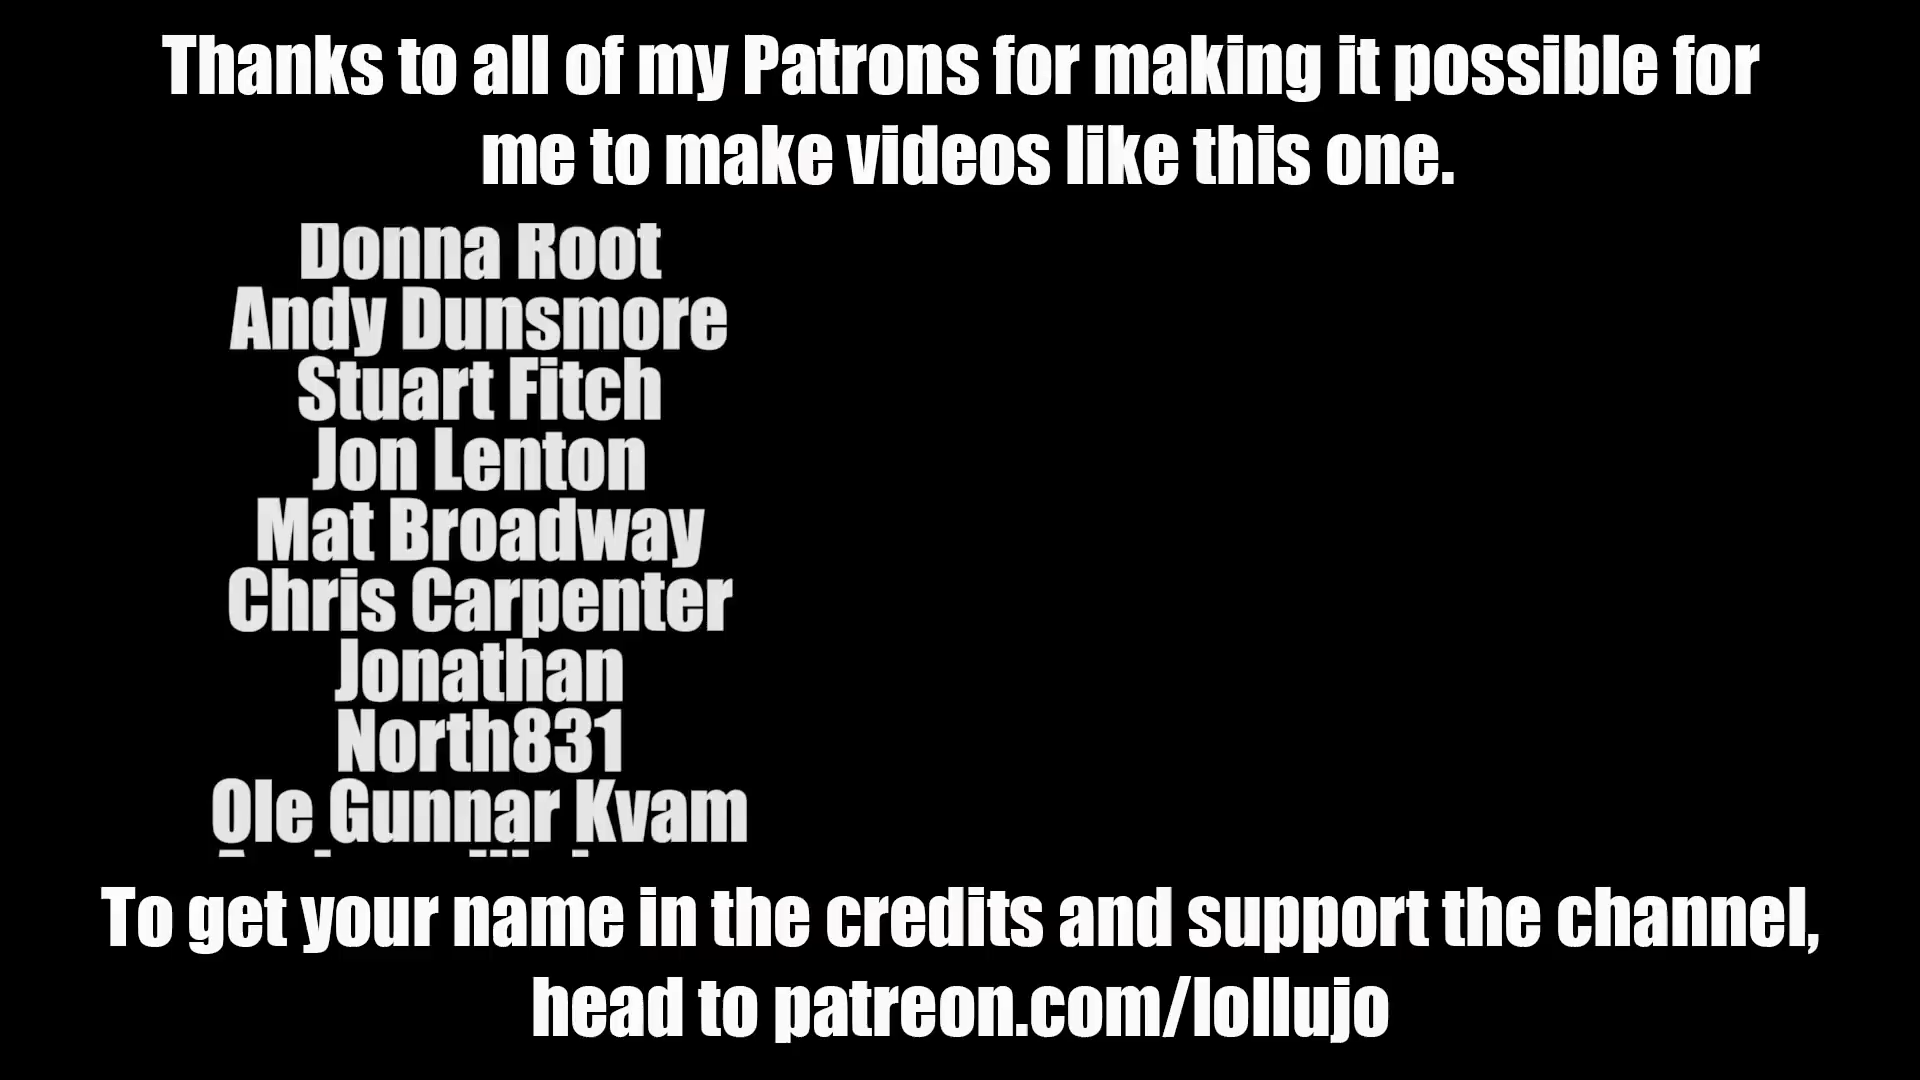 Thanks to all of my Patrons for making it possible for
me to make videos like this one.
Donna Root
Andy Dunsmore
Stuart Fitch
Jon Lenton
Mat Broadway
Chris Carpenter
Jonathan
North831
Ole Gunnar Kvam
To get your name in the credits and support the channel,
head to patreon.com/lollujo